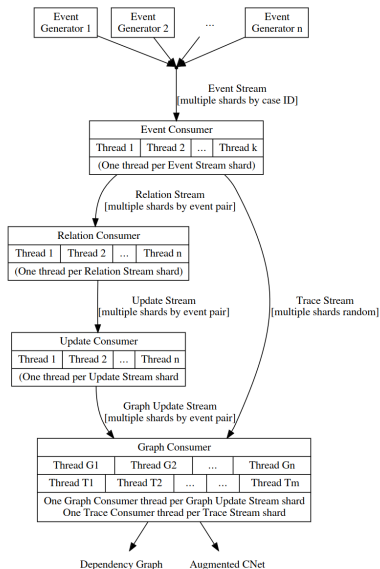 Event
Generator 1
Event
Generator 2
...
Event
Generator n
Event Stream
[multiple shards by case ID]
Event Consumer
Thread 1 Thread 2 ... Thread k
(One thread per Event Stream shard)
Relation Stream
[multiple shards by event pair]
Relation Consumer
Thread 1 Thread 2 ... Thread n
(One thread per Relation Stream shard)
Update Stream
[multiple shards by event pair]
Trace Stream
[multiple shards random]
Update Consumer
Thread 1 Thread 2 ... Thread n
(One thread per Update Stream shard
Graph Update Stream
[multiple shards by event pair]
Graph Consumer
Thread G1 Thread G2 ... Thread Gn
Thread T1 Thread T2 ... ... Thread Tm
One Graph Consumer thread per Graph Update Stream shard
One Trace Consumer thread per Trace Stream shard
Dependency Graph Augmented CNet